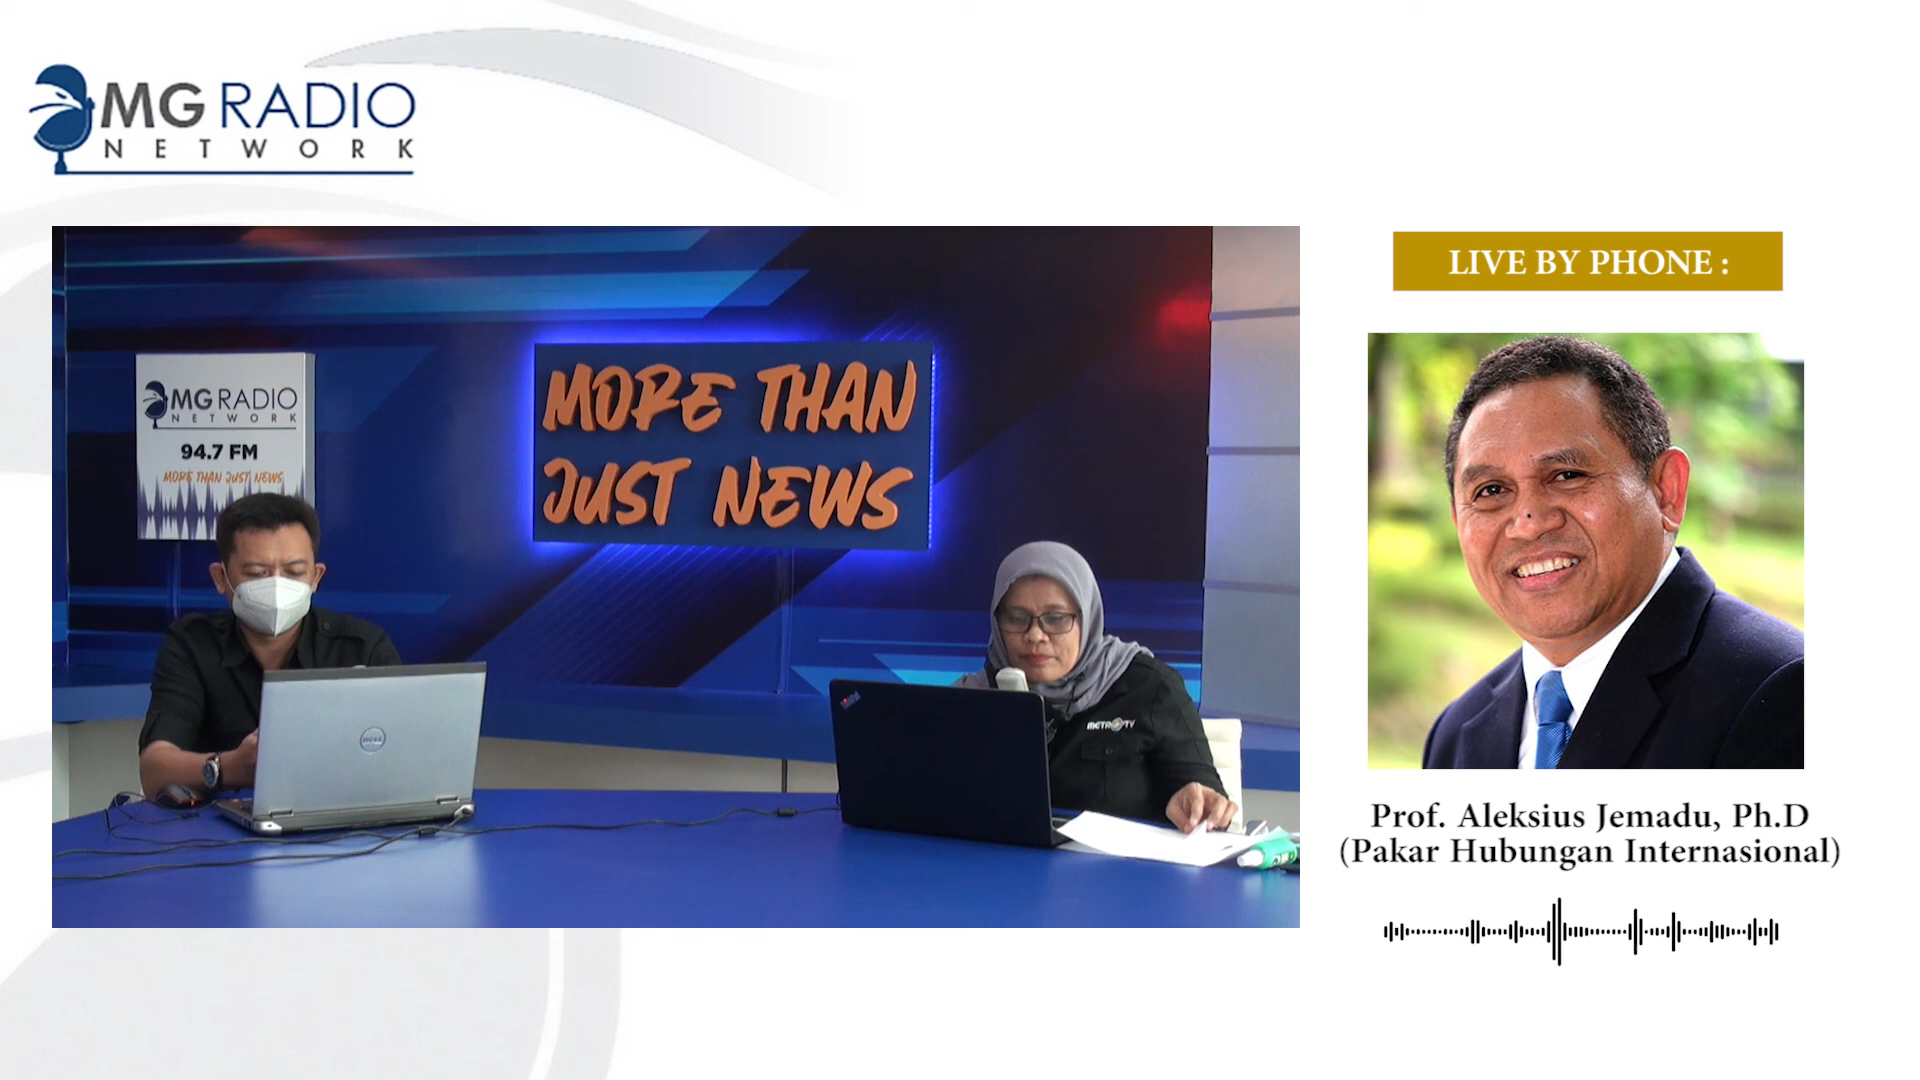 MG RADIO
NETWORK
LIVE BY PHONE :
MORE THAN
JUST NEWS
MG RADIO
NETWORK
94.7 FM
MORE THAN JUST NEWS
DELL
METRO TV
Prof. Aleksius Jemadu, Ph.D
(Pakar Hubungan Internasional)